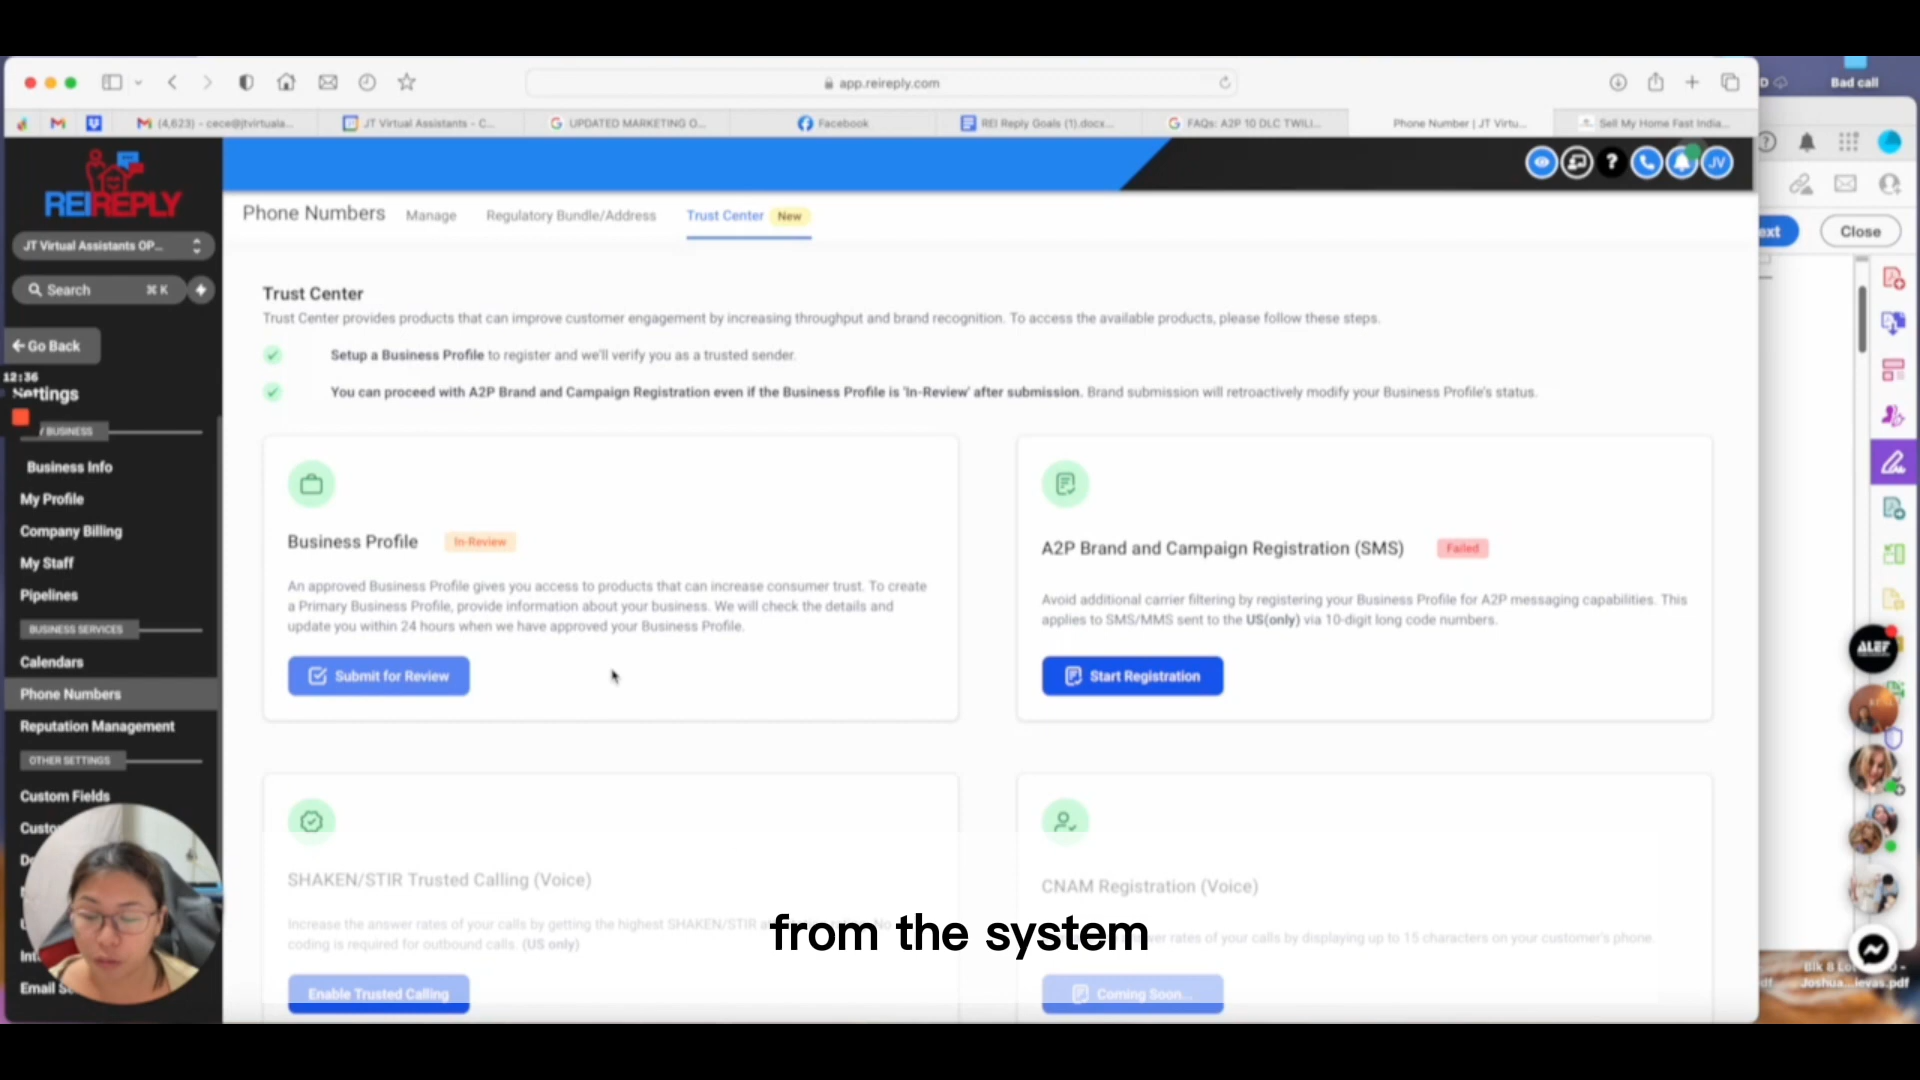 Bad call
app.reireply.com
(4,623) - cece@jtvirtuala...
JT Virtual Assistants - C...
UPDATED MARKETING O...
Facebook
REI Reply Goals (1).docx...
FAQs: A2P 10 DLC TWILI...
Phone Number | JT Virtu...
Sell My Home Fast India...
REIREPLY
JV
Phone Numbers
Manage
Regulatory Bundle/Address
Trust Center
New
JT Virtual Assistants OP...
ext
Close
Search
⌘ K
Go Back
12:36
Settings
BUSINESS
Business Info
My Profile
Company Billing
My Staff
Pipelines
BUSINESS SERVICES
Calendars
Phone Numbers
Reputation Management
OTHER SETTINGS
Custom Fields
Custo
Email S
Trust Center
Trust Center provides products that can improve customer engagement by increasing throughput and brand recognition. To access the available products, please follow these steps.
Setup a Business Profile to register and we'll verify you as a trusted sender.
You can proceed with A2P Brand and Campaign Registration even if the Business Profile is 'In-Review' after submission. Brand submission will retroactively modify your Business Profile's status.
Business Profile
In-Review
An approved Business Profile gives you access to products that can increase consumer trust. To create
a Primary Business Profile, provide information about your business. We will check the details and
update you within 24 hours when we have approved your Business Profile.
Submit for Review
A2P Brand and Campaign Registration (SMS)
Failed
Avoid additional carrier filtering by registering your Business Profile for A2P messaging capabilities. This
applies to SMS/MMS sent to the US(only) via 10-digit long code numbers.
Start Registration
SHAKEN/STIR Trusted Calling (Voice)
Increase the answer rates of your calls by getting the highest SHAKEN/STIR
coding is required for outbound calls. (US only)
Enable Trusted Calling
CNAM Registration (Voice)
wer rates of your calls by displaying up to 15 characters on your customer's phone.
Coming Soon...
from the system
ALEF
Blk 8 Lo
Joshua...levas.pdf